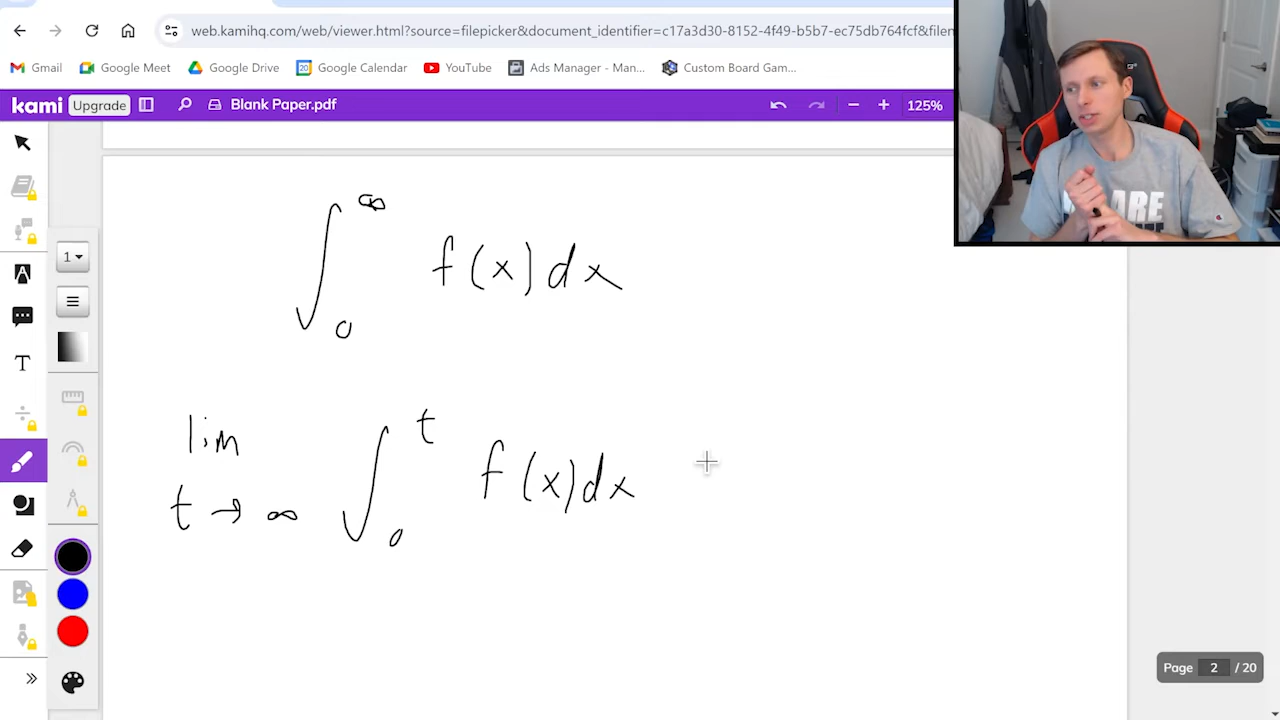 web.kamihq.com/web/viewer.html?source=filepicker&document_identifier=c17a3d30-8152-4f49-b5b7-ec75db764fcf&filen
Gmail Google Meet Google Drive Google Calendar YouTube Ads Manager - Man... Custom Board Gam...
kami Upgrade Blank Paper.pdf 125%
1
∫₀^∞ f(x)dx
lim t→∞ ∫₀^t f(x)dx
Page 2 / 20